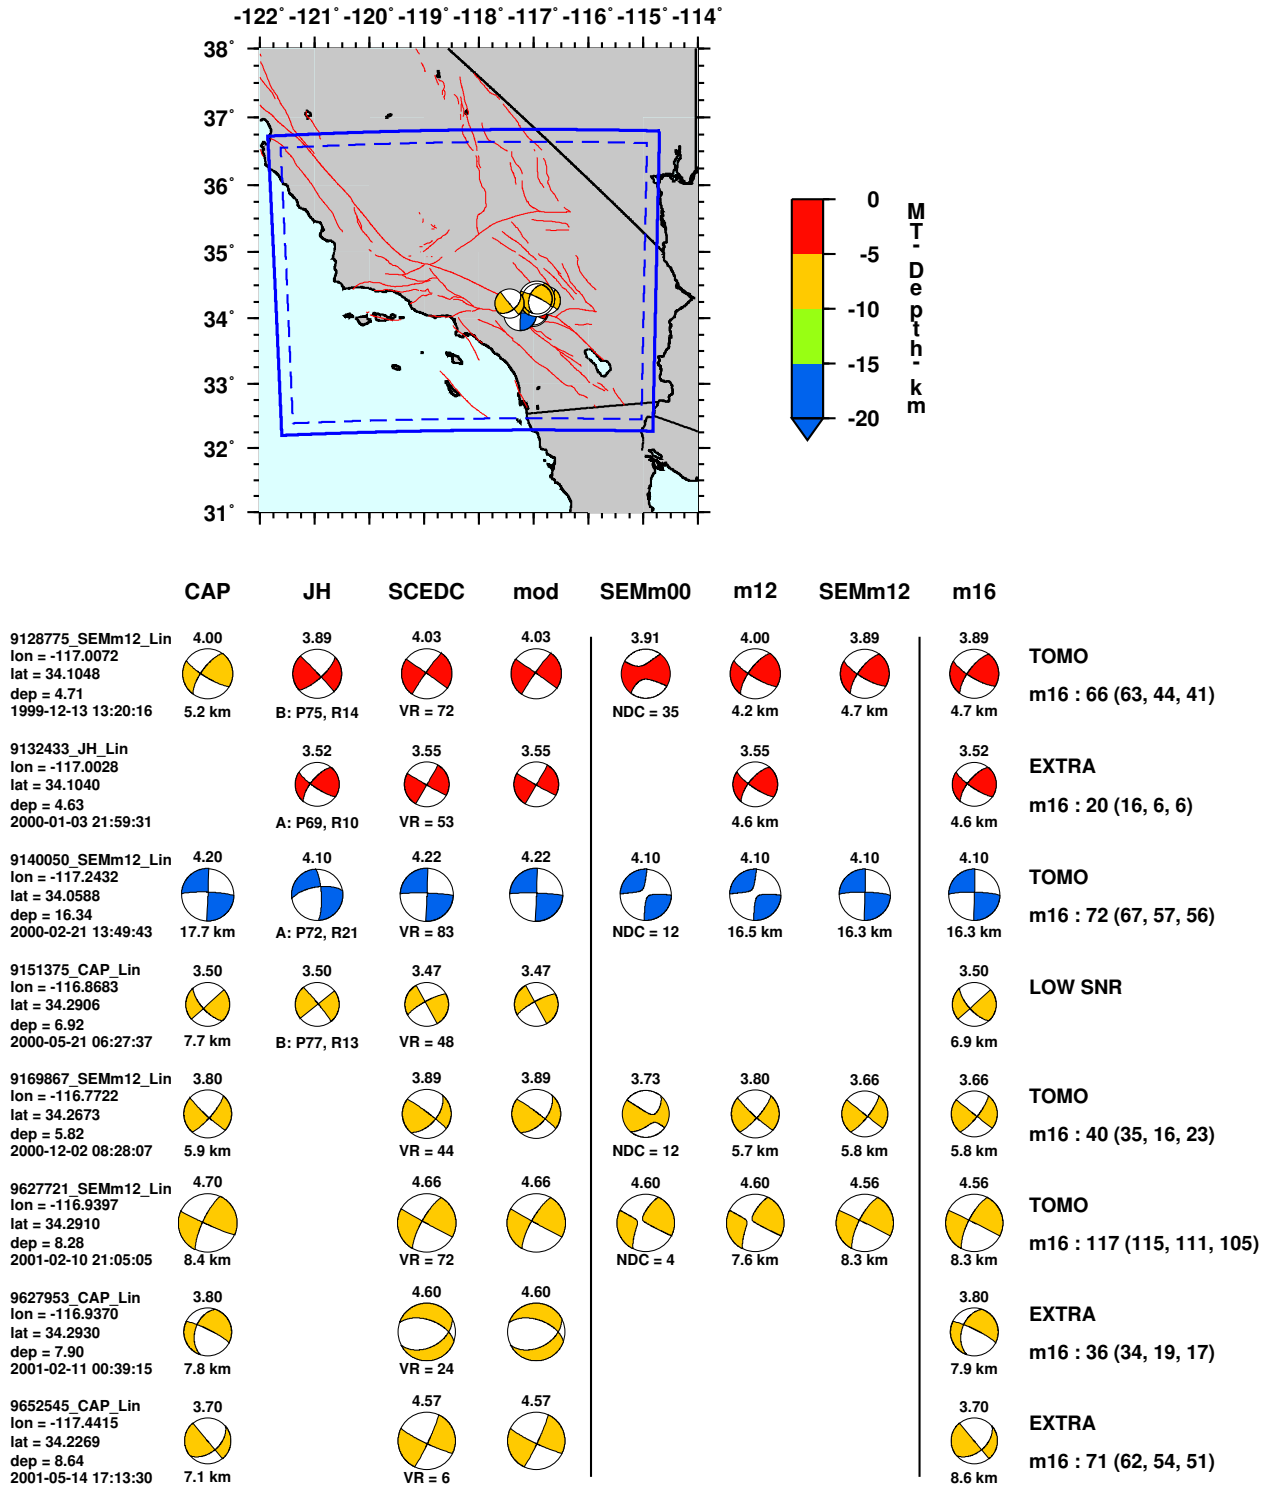 -122° -121° -120° -119° -118° -117° -116° -115° -114°
38°
37°
36°
35°
34°
33°
32°
31°
0
-5
-10
-15
-20
MT-Depth-km
CAP JH SCEDC mod SEMm00 m12 SEMm12 m16
9128775_SEMm12_Lin 4.00 3.89 4.03 4.03 3.91 4.00 3.89 3.89
lon = -117.0072
TOMO
lat = 34.1048
dep = 4.71
m16 : 66 (63, 44, 41)
1999-12-13 13:20:16 5.2 km B: P75, R14 VR = 72 NDC = 35 4.2 km 4.7 km 4.7 km
9132433_JH_Lin 3.52 3.55 3.55 3.55 3.52
lon = -117.0028
EXTRA
lat = 34.1040
dep = 4.63
m16 : 20 (16, 6, 6)
2000-01-03 21:59:31 A: P69, R10 VR = 53 4.6 km 4.6 km
9140050_SEMm12_Lin 4.20 4.10 4.22 4.22 4.10 4.10 4.10 4.10
lon = -117.2432
TOMO
lat = 34.0588
dep = 16.34
m16 : 72 (67, 57, 56)
2000-02-21 13:49:43 17.7 km A: P72, R21 VR = 83 NDC = 12 16.5 km 16.3 km 16.3 km
9151375_CAP_Lin 3.50 3.50 3.47 3.47 3.50
lon = -116.8683
LOW SNR
lat = 34.2906
dep = 6.92
2000-05-21 06:27:37 7.7 km B: P77, R13 VR = 48 6.9 km
9169867_SEMm12_Lin 3.80 3.89 3.89 3.73 3.80 3.66 3.66
lon = -116.7722
TOMO
lat = 34.2673
dep = 5.82
m16 : 40 (35, 16, 23)
2000-12-02 08:28:07 5.9 km VR = 44 NDC = 12 5.7 km 5.8 km 5.8 km
9627721_SEMm12_Lin 4.70 4.66 4.66 4.60 4.60 4.56 4.56
lon = -116.9397
TOMO
lat = 34.2910
dep = 8.28
m16 : 117 (115, 111, 105)
2001-02-10 21:05:05 8.4 km VR = 72 NDC = 4 7.6 km 8.3 km 8.3 km
9627953_CAP_Lin 3.80 4.60 4.60 3.80
lon = -116.9370
EXTRA
lat = 34.2930
dep = 7.90
m16 : 36 (34, 19, 17)
2001-02-11 00:39:15 7.8 km VR = 24 7.9 km
9652545_CAP_Lin 3.70 4.57 4.57 3.70
lon = -117.4415
EXTRA
lat = 34.2269
dep = 8.64
m16 : 71 (62, 54, 51)
2001-05-14 17:13:30 7.1 km VR = 6 8.6 km